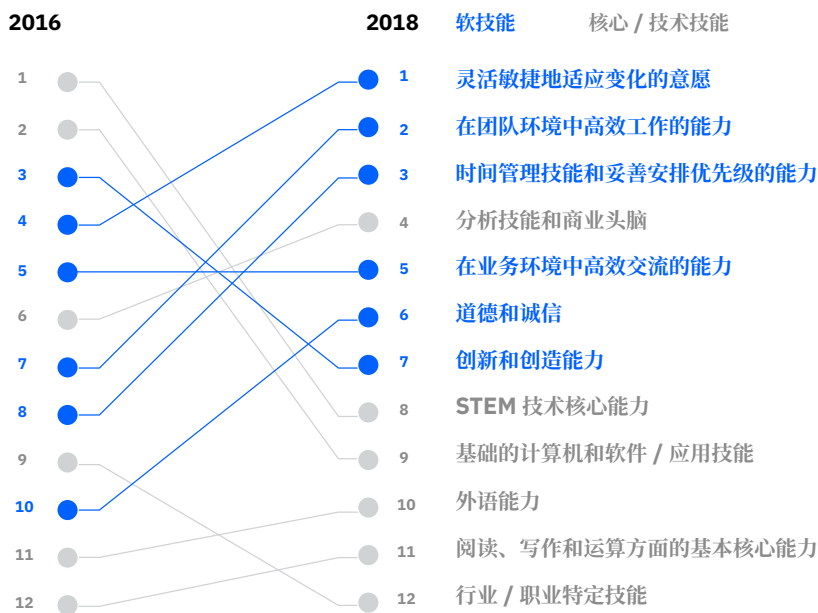 2016 2018 软技能 核心 / 技术技能
1 1 灵活敏捷地适应变化的意愿
2 2 在团队环境中高效工作的能力
3 3 时间管理技能和妥善安排优先级的能力
4 4 分析技能和商业头脑
5 5 在业务环境中高效交流的能力
6 6 道德和诚信
7 7 创新和创造能力
8 8 STEM 技术核心能力
9 9 基础的计算机和软件 / 应用技能
10 10 外语能力
11 11 阅读、写作和运算方面的基本核心能力
12 12 行业 / 职业特定技能